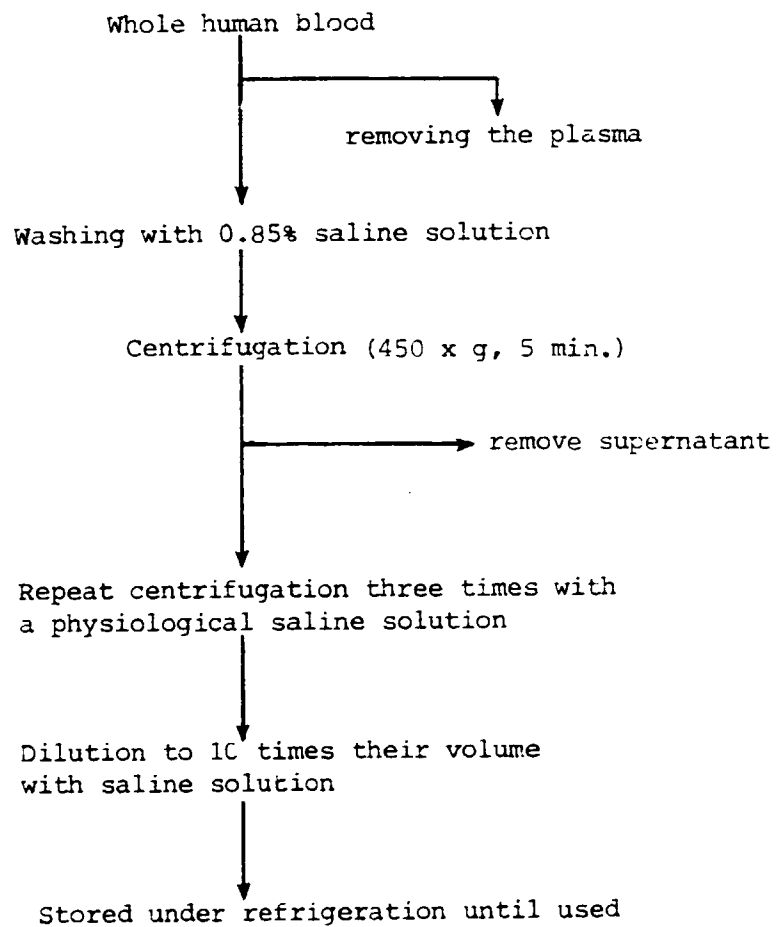 Whole human blood
removing the plasma
Washing with 0.85% saline solution
Centrifugation (450 x g, 5 min.)
remove supernatant
Repeat centrifugation three times with
a physiological saline solution
Dilution to 10 times their volume
with saline solution
Stored under refrigeration until used